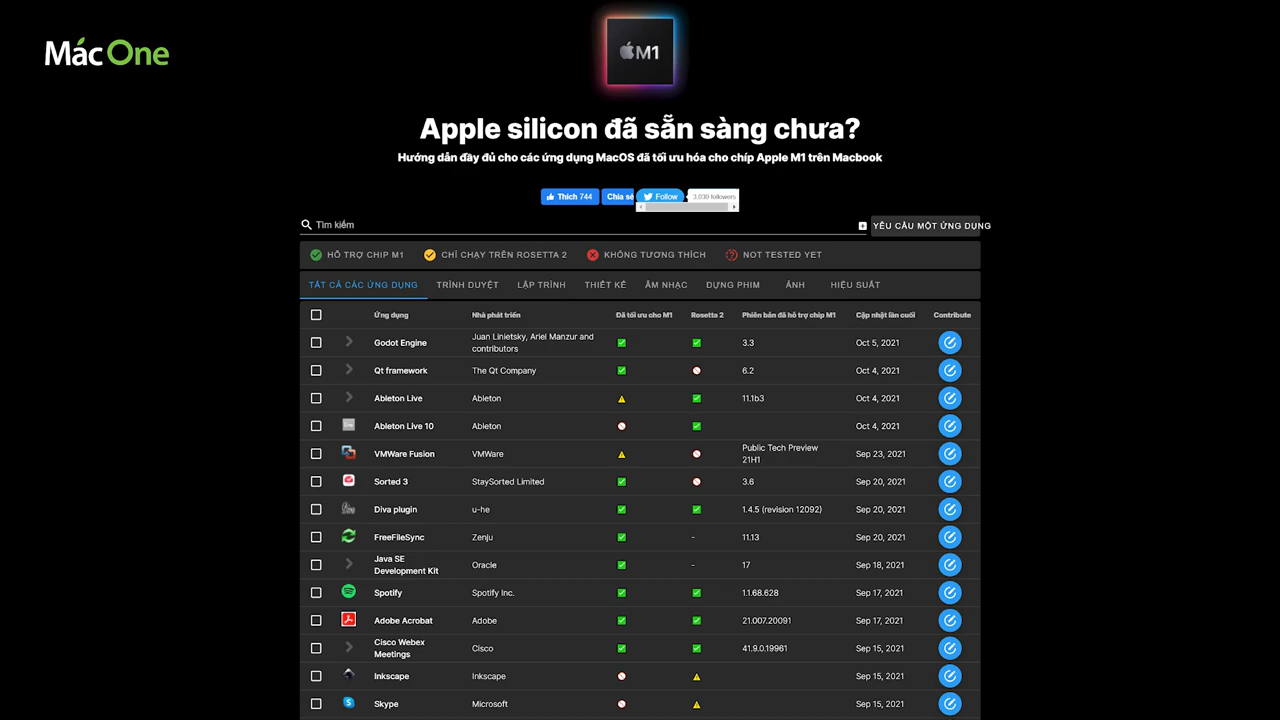 Mác One
M1
Apple silicon đã sẵn sàng chưa?
Hướng dẫn đầy đủ cho các ứng dụng MacOS đã tối ưu hóa cho chíp Apple M1 trên Macbook
Thích 744 Chia sẻ Follow 3,039 followers
Tìm kiếm YÊU CẦU MỘT ỨNG DỤNG
HỖ TRỢ CHIP M1 CHỈ CHẠY TRÊN ROSETTA 2 KHÔNG TƯƠNG THÍCH NOT TESTED YET
TẤT CẢ CÁC ỨNG DỤNG TRÌNH DUYỆT LẬP TRÌNH THIẾT KẾ ÂM NHẠC DỰNG PHIM ẢNH HIỆU SUẤT
Ứng dụng Nhà phát triển Đã tối ưu cho M1 Rosetta 2 Phiên bản đã hỗ trợ chip M1 Cập nhật lần cuối Contribute
Godot Engine Juan Linietsky, Ariel Manzur and contributors 3.3 Oct 5, 2021
Qt framework The Qt Company 6.2 Oct 4, 2021
Ableton Live Ableton 11.1b3 Oct 4, 2021
Ableton Live 10 Ableton Oct 4, 2021
VMWare Fusion VMWare Public Tech Preview 21H1 Sep 23, 2021
Sorted 3 StaySorted Limited 3.6 Sep 20, 2021
Diva plugin u-he 1.4.5 (revision 12092) Sep 20, 2021
FreeFileSync Zenju - 11.13 Sep 20, 2021
Java SE Development Kit Oracle - 17 Sep 18, 2021
Spotify Spotify Inc. 1.1.68.628 Sep 17, 2021
Adobe Acrobat Adobe 21.007.20091 Sep 17, 2021
Cisco Webex Meetings Cisco 41.9.0.19961 Sep 15, 2021
Inkscape Inkscape Sep 15, 2021
Skype Microsoft Sep 15, 2021